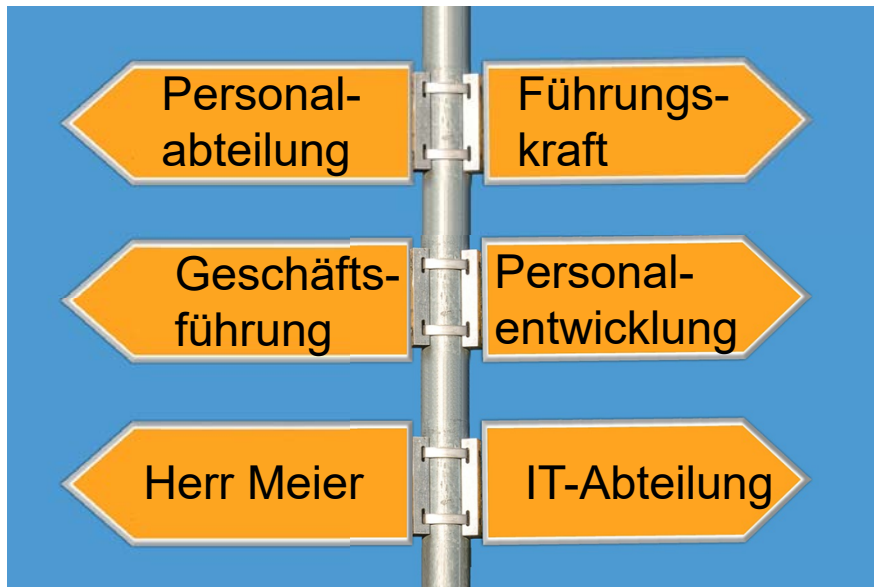 Personal-
abteilung
Führungs-
kraft
Geschäfts-
führung
Personal-
entwicklung
Herr Meier
IT-Abteilung